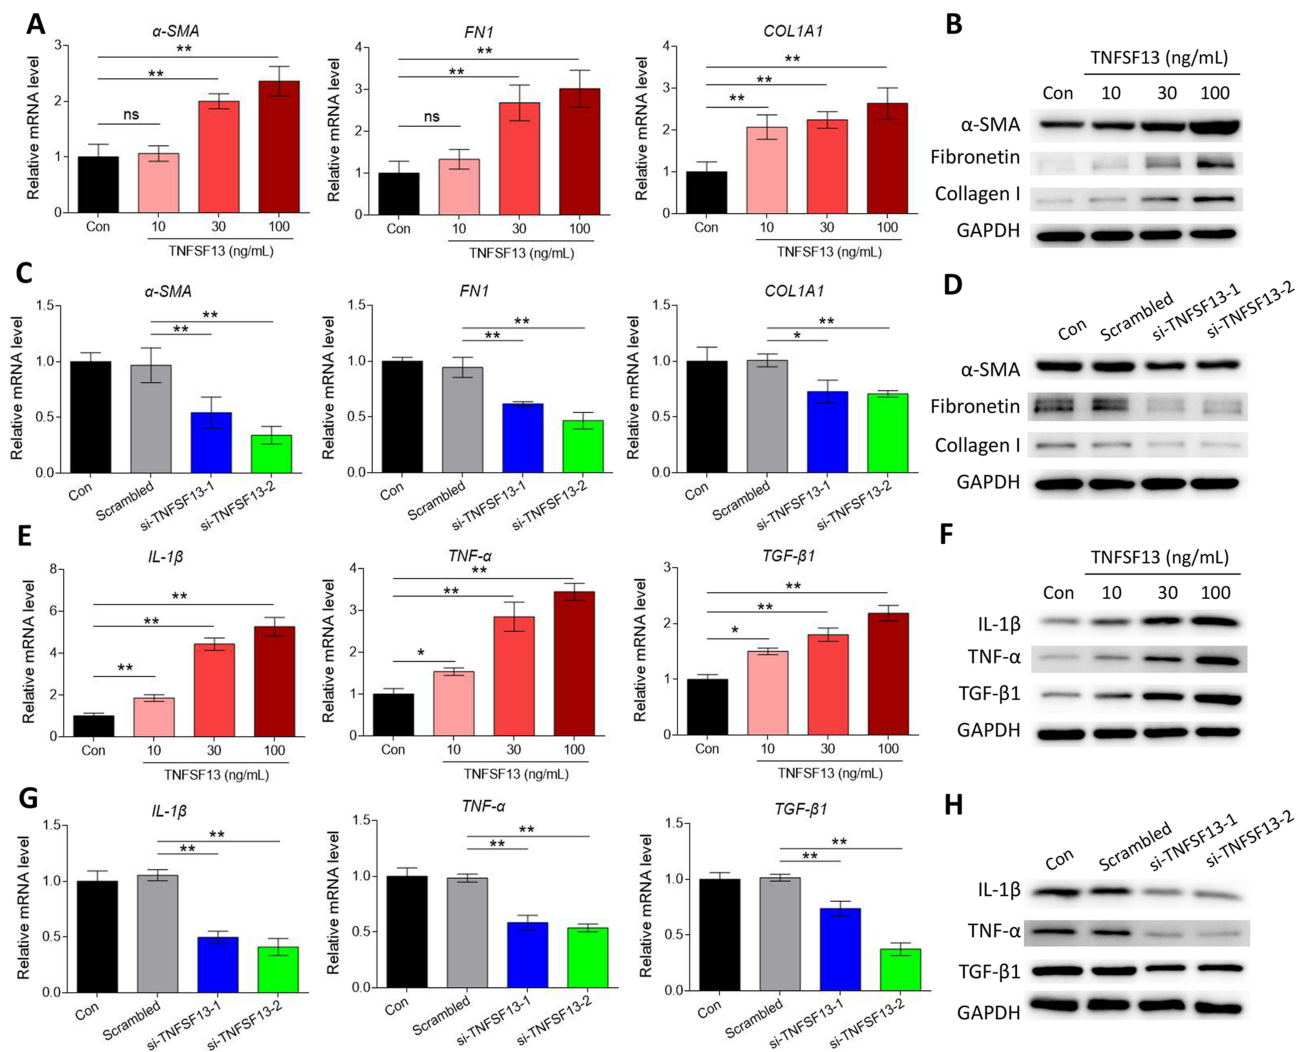 A
α-SMA
Relative mRNA level
3
2
1
0
**
**
ns
Con
10
30
100
TNFSF13 (ng/mL)
FN1
Relative mRNA level
4
3
2
1
0
**
**
ns
Con
10
30
100
TNFSF13 (ng/mL)
COL1A1
Relative mRNA level
4
3
2
1
0
**
**
**
Con
10
30
100
TNFSF13 (ng/mL)
B
TNFSF13 (ng/mL)
Con 10 30 100
α-SMA
Fibronetin
Collagen I
GAPDH
C
α-SMA
Relative mRNA level
1.5
1.0
0.5
0.0
**
**
Con
Scrambled
si-TNFSF13-1
si-TNFSF13-2
FN1
Relative mRNA level
1.5
1.0
0.5
0.0
**
**
Con
Scrambled
si-TNFSF13-1
si-TNFSF13-2
COL1A1
Relative mRNA level
1.5
1.0
0.5
0.0
**
*
Con
Scrambled
si-TNFSF13-1
si-TNFSF13-2
D
Con
Scrambled
si-TNFSF13-1
si-TNFSF13-2
α-SMA
Fibronetin
Collagen I
GAPDH
E
IL-1β
Relative mRNA level
8
6
4
2
0
**
**
**
Con
10
30
100
TNFSF13 (ng/mL)
TNF-α
Relative mRNA level
4
3
2
1
0
**
**
*
Con
10
30
100
TNFSF13 (ng/mL)
TGF-β1
Relative mRNA level
3
2
1
0
**
**
*
Con
10
30
100
TNFSF13 (ng/mL)
F
TNFSF13 (ng/mL)
Con 10 30 100
IL-1β
TNF-α
TGF-β1
GAPDH
G
IL-1β
Relative mRNA level
1.5
1.0
0.5
0.0
**
**
Con
Scrambled
si-TNFSF13-1
si-TNFSF13-2
TNF-α
Relative mRNA level
1.5
1.0
0.5
0.0
**
**
Con
Scrambled
si-TNFSF13-1
si-TNFSF13-2
TGF-β1
Relative mRNA level
1.5
1.0
0.5
0.0
**
**
Con
Scrambled
si-TNFSF13-1
si-TNFSF13-2
H
Con
Scrambled
si-TNFSF13-1
si-TNFSF13-2
IL-1β
TNF-α
TGF-β1
GAPDH